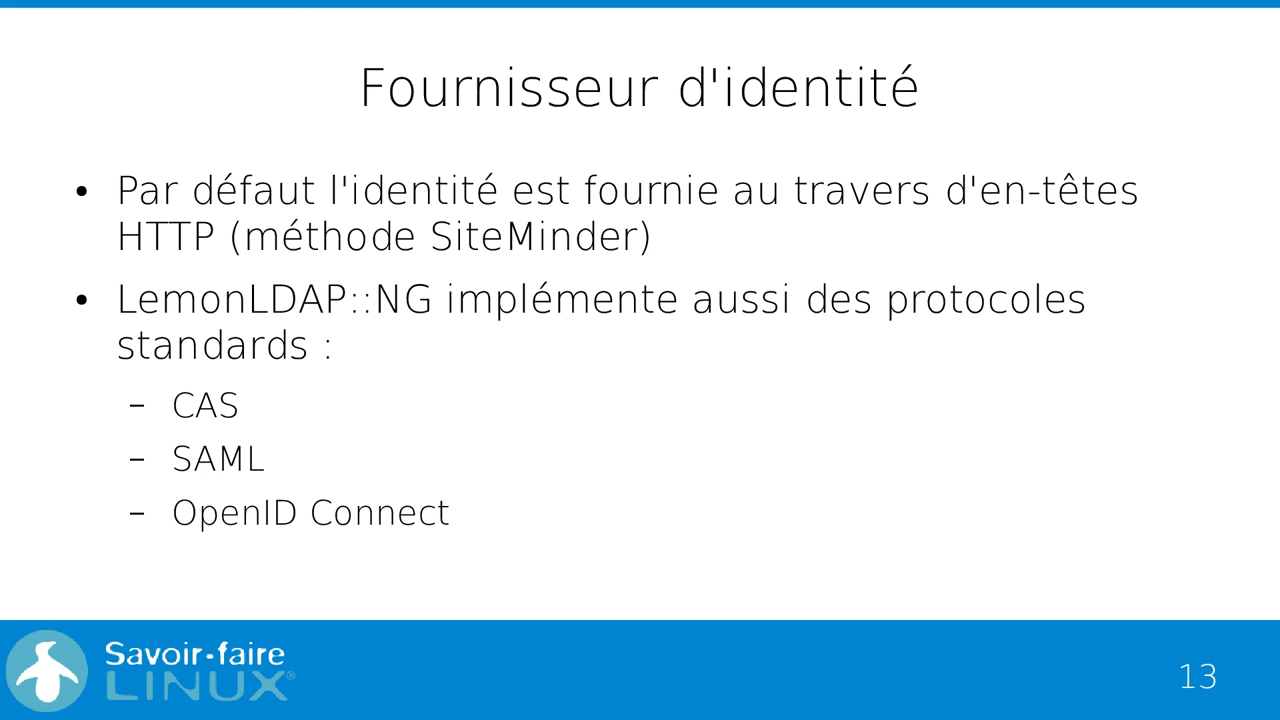 Fournisseur d'identité
• Par défaut l'identité est fournie au travers d'en-têtes
HTTP (méthode SiteMinder)
• LemonLDAP::NG implémente aussi des protocoles
standards :
– CAS
– SAML
– OpenID Connect
Savoir-faire
LINUX®
13